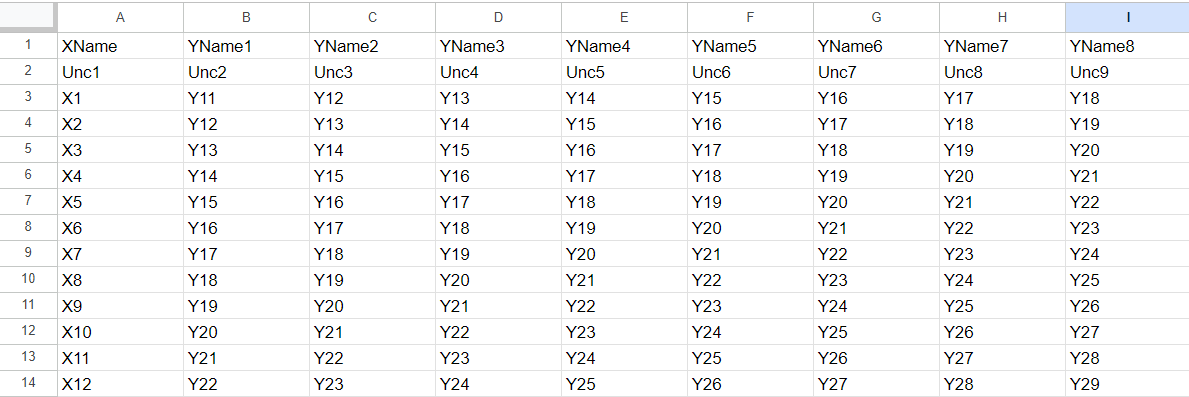 A B C D E F G H I
1 XName YName1 YName2 YName3 YName4 YName5 YName6 YName7 YName8
2 Unc1 Unc2 Unc3 Unc4 Unc5 Unc6 Unc7 Unc8 Unc9
3 X1 Y11 Y12 Y13 Y14 Y15 Y16 Y17 Y18
4 X2 Y12 Y13 Y14 Y15 Y16 Y17 Y18 Y19
5 X3 Y13 Y14 Y15 Y16 Y17 Y18 Y19 Y20
6 X4 Y14 Y15 Y16 Y17 Y18 Y19 Y20 Y21
7 X5 Y15 Y16 Y17 Y18 Y19 Y20 Y21 Y22
8 X6 Y16 Y17 Y18 Y19 Y20 Y21 Y22 Y23
9 X7 Y17 Y18 Y19 Y20 Y21 Y22 Y23 Y24
10 X8 Y18 Y19 Y20 Y21 Y22 Y23 Y24 Y25
11 X9 Y19 Y20 Y21 Y22 Y23 Y24 Y25 Y26
12 X10 Y20 Y21 Y22 Y23 Y24 Y25 Y26 Y27
13 X11 Y21 Y22 Y23 Y24 Y25 Y26 Y27 Y28
14 X12 Y22 Y23 Y24 Y25 Y26 Y27 Y28 Y29